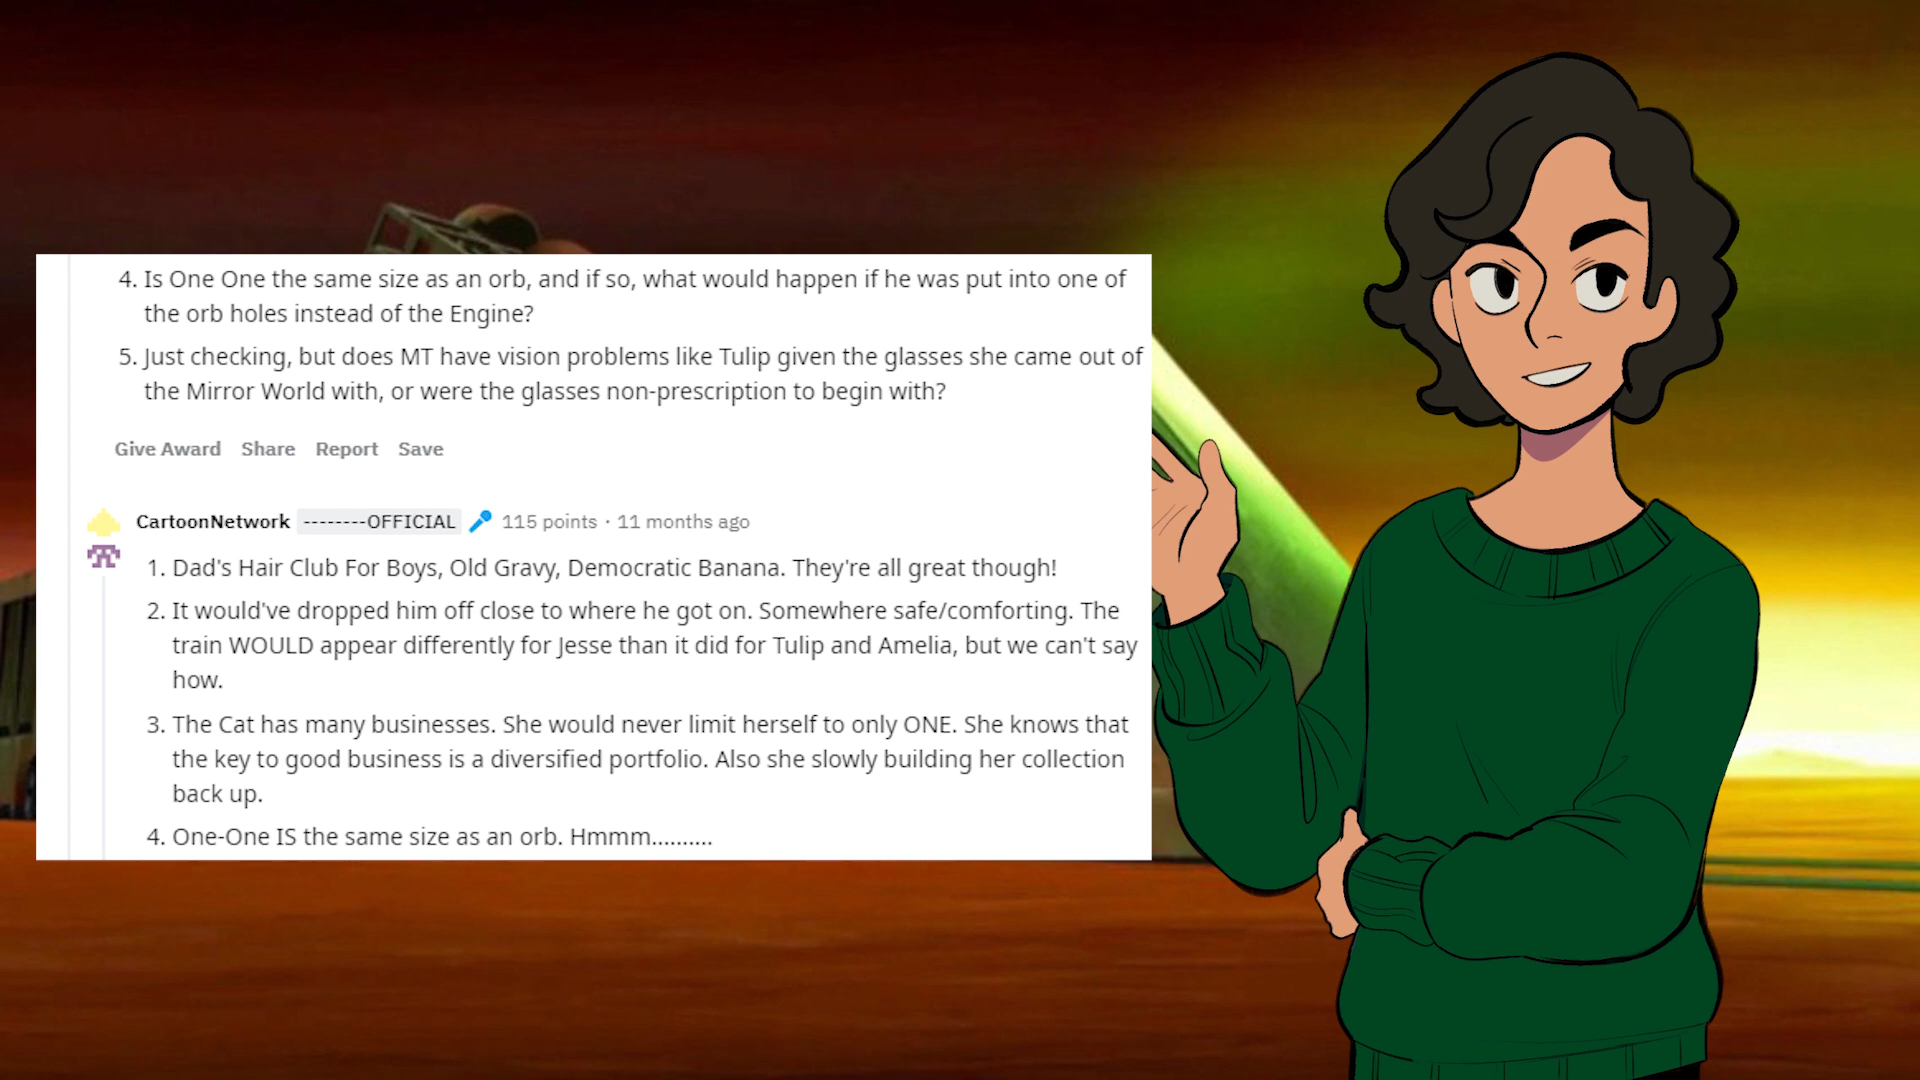 4. Is One One the same size as an orb, and if so, what would happen if he was put into one of
the orb holes instead of the Engine?
5. Just checking, but does MT have vision problems like Tulip given the glasses she came out of
the Mirror World with, or were the glasses non-prescription to begin with?
Give Award Share Report Save
CartoonNetwork --------OFFICIAL 115 points · 11 months ago
1. Dad's Hair Club For Boys, Old Gravy, Democratic Banana. They're all great though!
2. It would've dropped him off close to where he got on. Somewhere safe/comforting. The
train WOULD appear differently for Jesse than it did for Tulip and Amelia, but we can't say
how.
3. The Cat has many businesses. She would never limit herself to only ONE. She knows that
the key to good business is a diversified portfolio. Also she slowly building her collection
back up.
4. One-One IS the same size as an orb. Hmmm..........